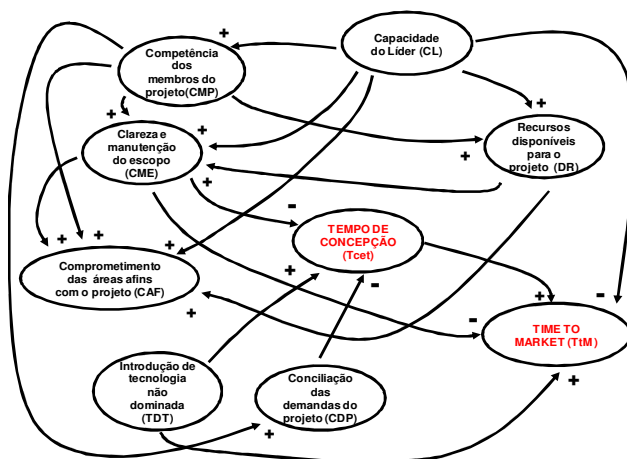 Competência
dos
membros do
projeto(CMP)
Capacidade
do Líder (CL)
Clareza e
manutenção
do escopo
(CME)
Recursos
disponíveis
para o
projeto (DR)
TEMPO DE
CONCEPÇÃO
(Tcet)
Comprometimento
das áreas afins
com o projeto (CAF)
TIME TO
MARKET (TtM)
Introdução de
tecnologia
não
dominada
(TDT)
Conciliação
das
demandas do
projeto (CDP)
+
+
+
+
+
+
-
+
+
+
+
-
+
-
-
+
+